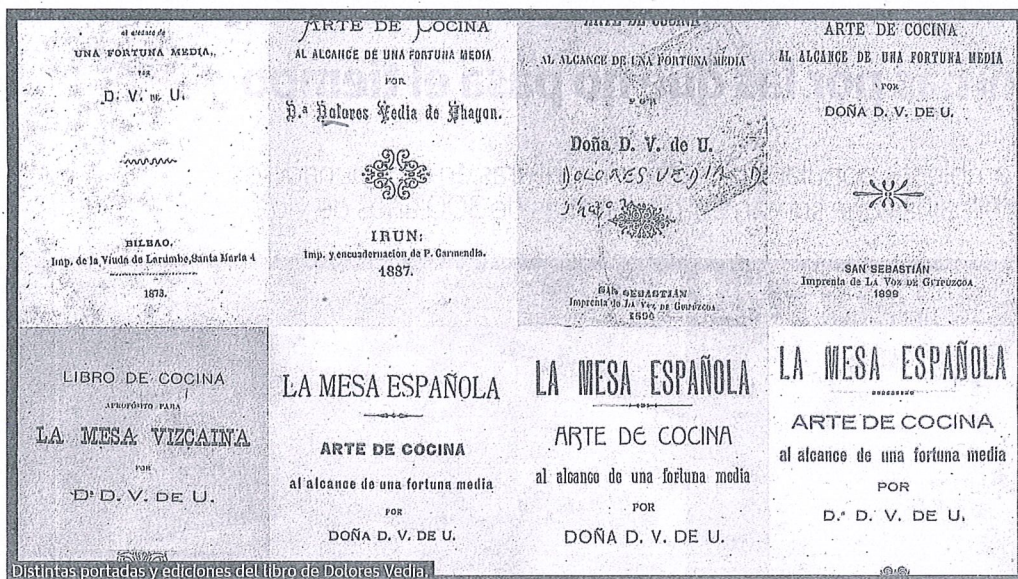 al alcance de
UNA FORTUNA MEDIA,
POR
D. V. DE U.
BILBAO.
Imp. de la Viuda de Larumbe, Santa María 4
1873.
ARTE DE COCINA
AL ALCANCE DE UNA FORTUNA MEDIA
POR
D.ª Dolores Vedia de Uhagon.
IRUN:
Imp. y encuadernacion de P. Garmendia.
1887.
ARTE DE COCINA
AL ALCANCE DE UNA FORTUNA MEDIA
POR
Doña D. V. de U.
DOLORES VEDIA DE
Uhagon
SAN SEBASTIÁN
Imprenta de LA VOZ DE GUIPÚZCOA
ARTE DE COCINA
AL ALCANCE DE UNA FORTUNA MEDIA
POR
DOÑA D. V. DE U.
SAN SEBASTIÁN
Imprenta de LA VOZ DE GUIPÚZCOA
1899
LIBRO DE COCINA
APROPÓSITO PARA
LA MESA VIZCAINA
POR
Dª D. V. DE U.
LA MESA ESPAÑOLA
ARTE DE COCINA
al alcance de una fortuna media
POR
DOÑA D. V. DE U.
LA MESA ESPAÑOLA
ARTE DE COCINA
al alcance de una fortuna media
POR
DOÑA D. V. DE U.
LA MESA ESPAÑOLA
ARTE DE COCINA
al alcance de una fortuna media
POR
D.ª D. V. DE U.
Distintas portadas y ediciones del libro de Dolores Vedia.